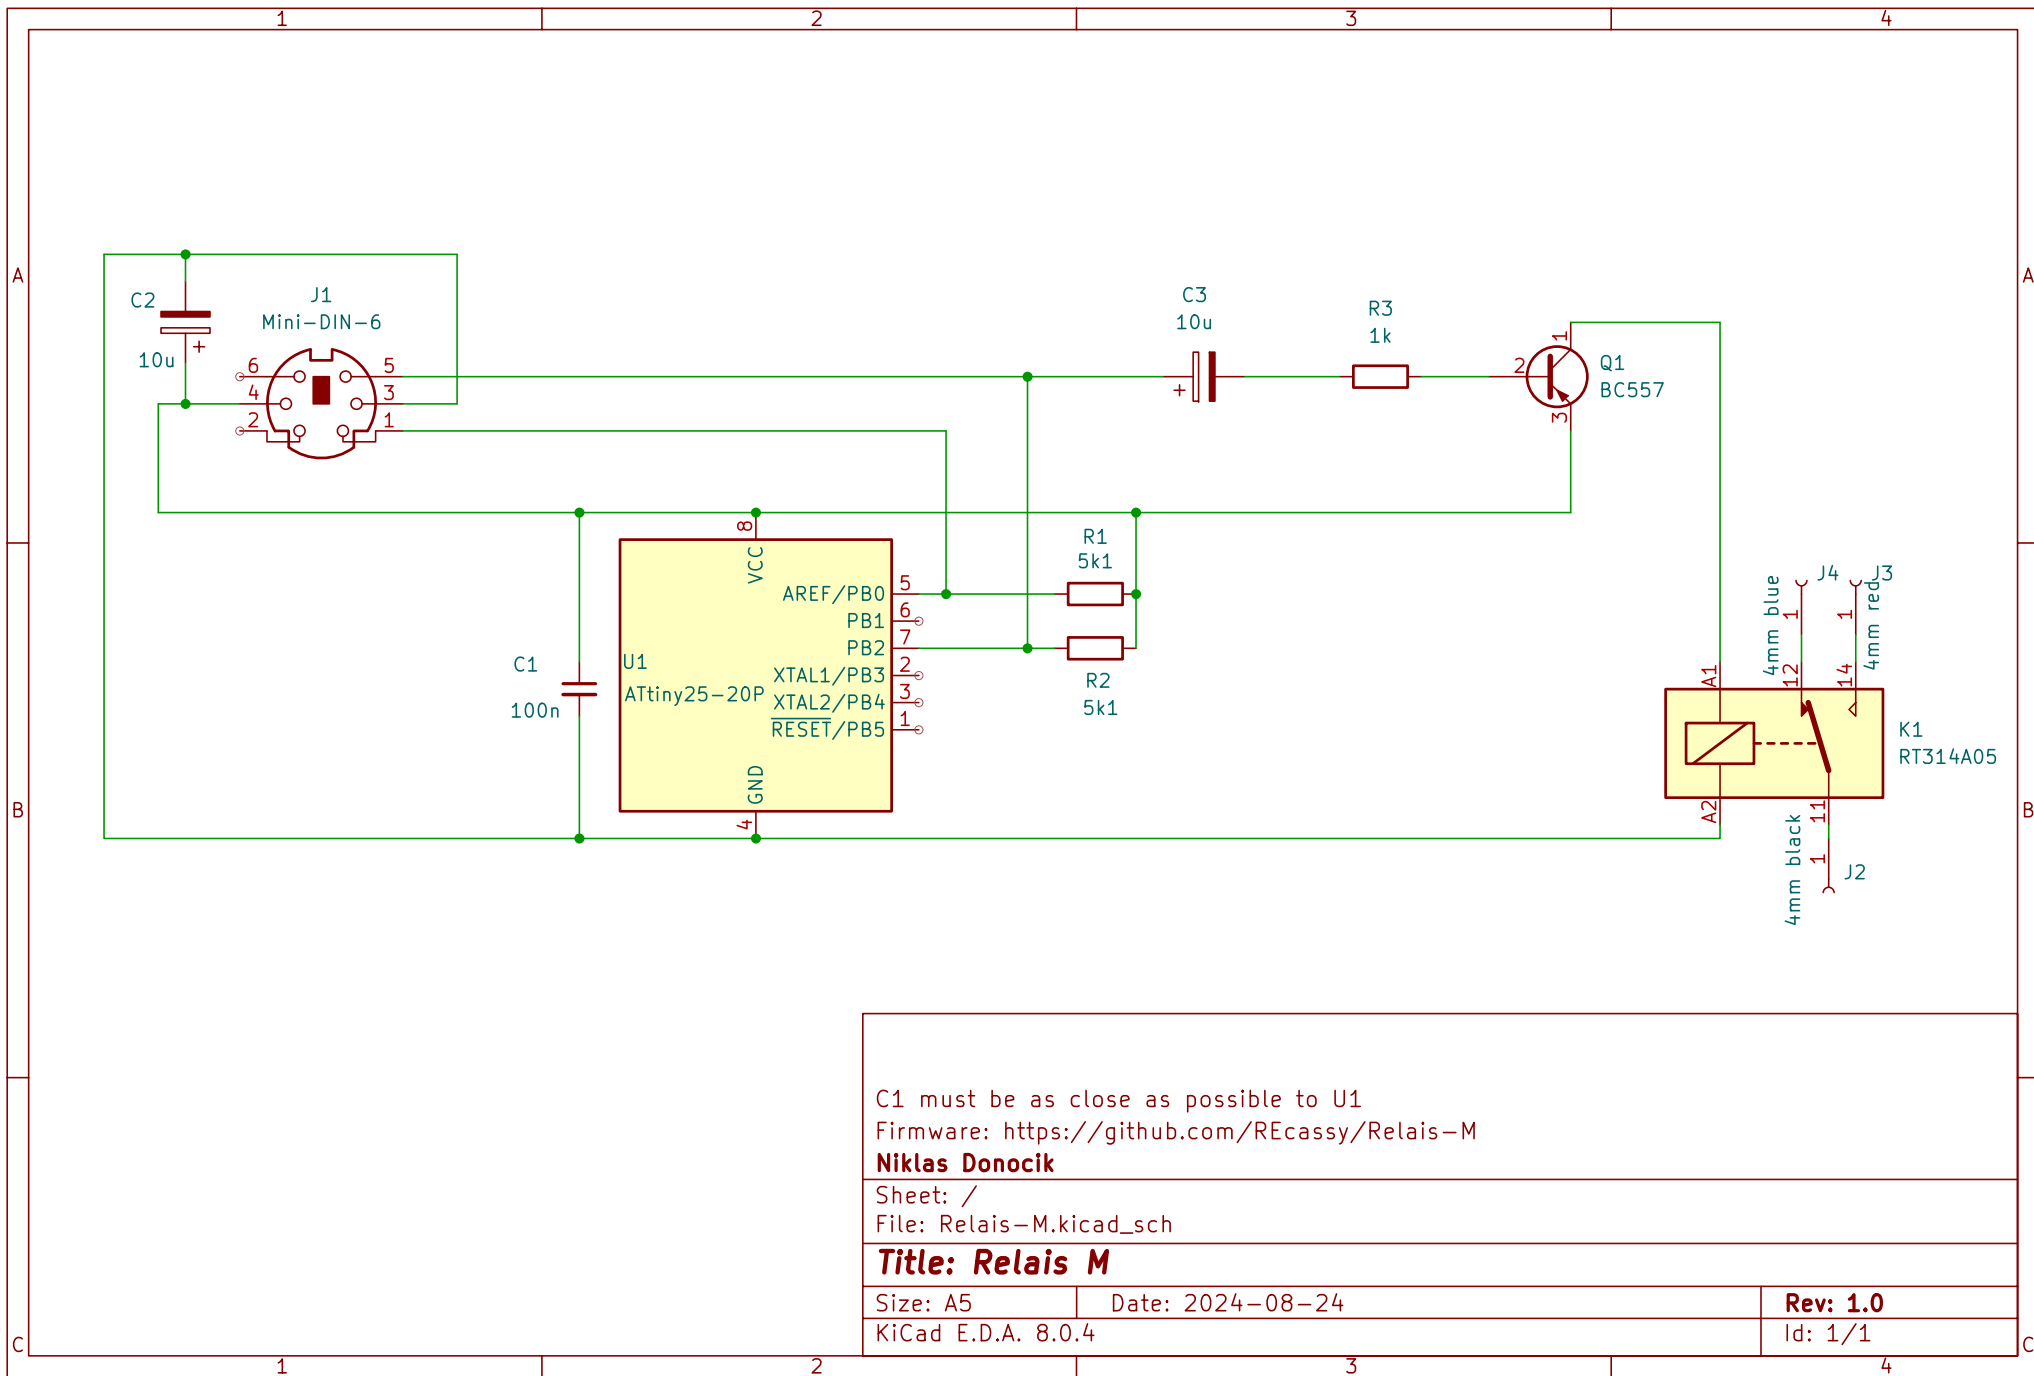 1 2 3 4
A A
C2
10u
J1
Mini-DIN-6
6 5
4 3
2 1
C3
10u
+
+
R3
1k
1
2
3
Q1
BC557
8
VCC
R1
5k1
AREF/PB0 5
PB1 6
PB2 7
XTAL1/PB3 2
XTAL2/PB4 3
RESET/PB5 1
GND
4
U1
ATtiny25-20P
C1
100n
R2
5k1
J4
J3
4mm blue
4mm red
1
1
A1
12
14
K1
RT314A05
A2
11
4mm black
1
J2
B B
C1 must be as close as possible to U1
Firmware: https://github.com/REcassy/Relais-M
Niklas Donocik
Sheet: /
File: Relais-M.kicad_sch
Title: Relais M
Size: A5 Date: 2024-08-24 Rev: 1.0
KiCad E.D.A. 8.0.4 Id: 1/1
C C
1 2 3 4